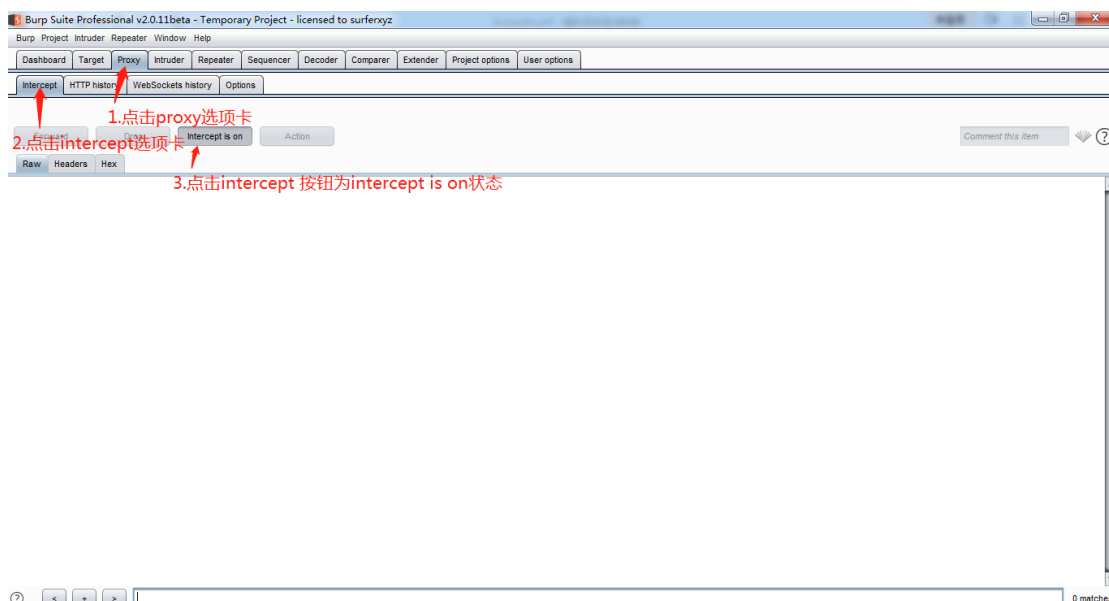 Burp Suite Professional v2.0.11beta - Temporary Project - licensed to surferxyz
Burp Project Intruder Repeater Window Help
Dashboard Target Proxy Intruder Repeater Sequencer Decoder Comparer Extender Project options User options
Intercept HTTP history WebSockets history Options
1.点击proxy选项卡
Forward Drop Intercept is on Action Comment this item
2.点击intercept选项卡
Raw Headers Hex
3.点击intercept 按钮为intercept is on状态
? < + > 0 matches